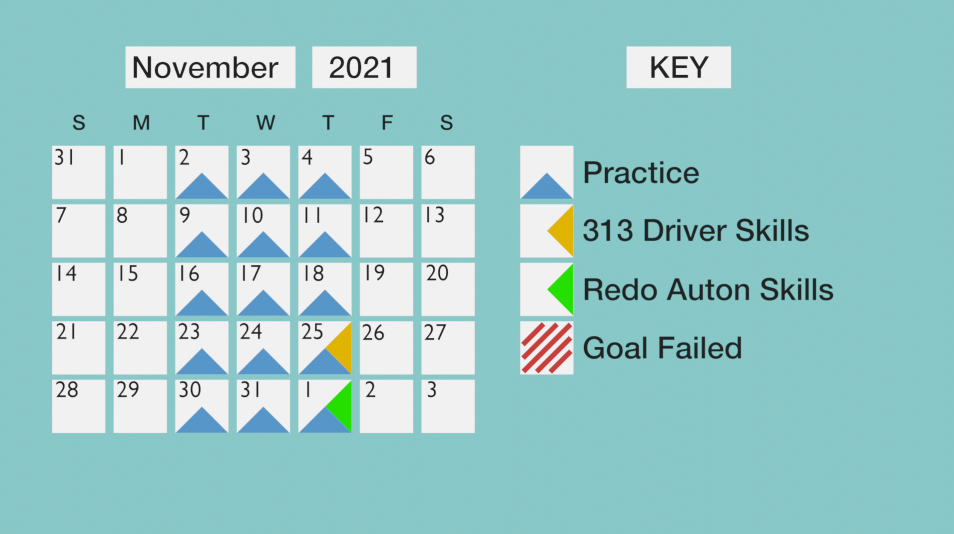 November 2021
KEY
S M T W T F S
31 1 2 3 4 5 6
Practice
7 8 9 10 11 12 13
313 Driver Skills
14 15 16 17 18 19 20
Redo Auton Skills
21 22 23 24 25 26 27
Goal Failed
28 29 30 31 1 2 3